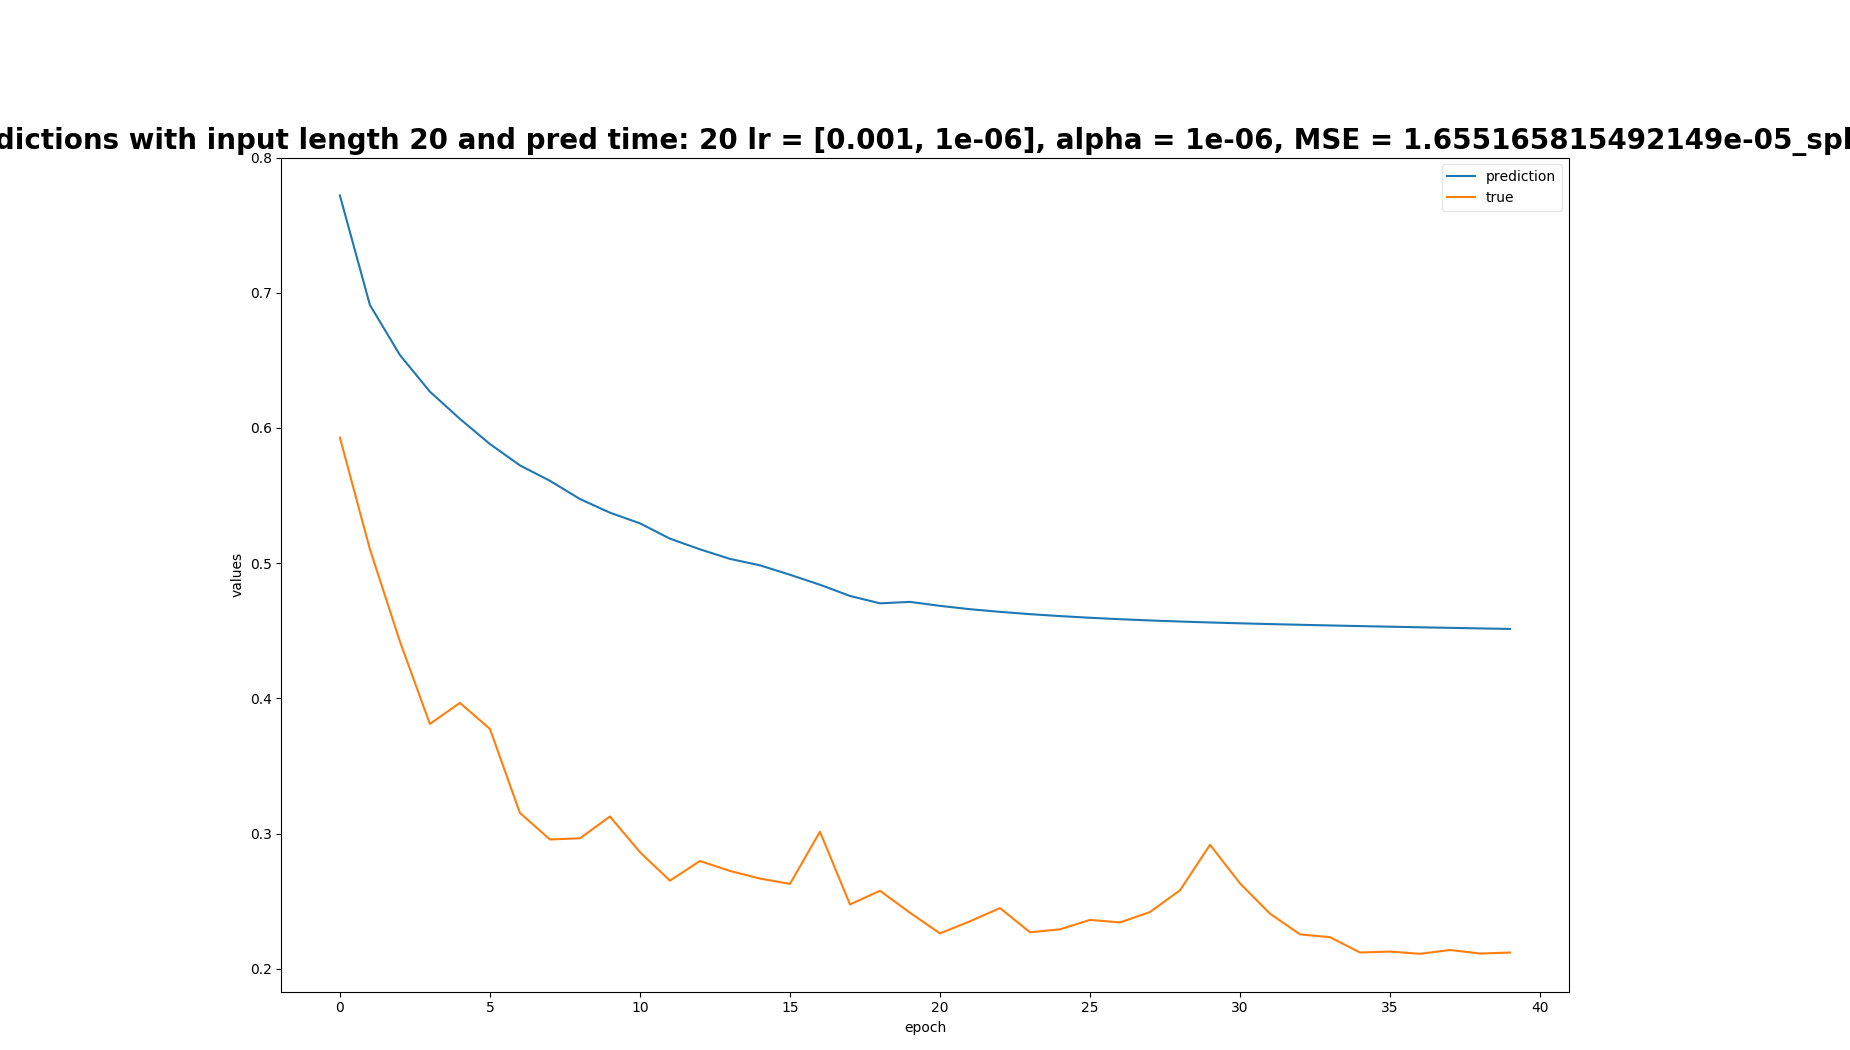 dictions with input length 20 and pred time: 20 lr = [0.001, 1e-06], alpha = 1e-06, MSE = 1.655165815492149e-05_spl
prediction
true
0.8
0.7
0.6
0.5
0.4
0.3
0.2
values
0 5 10 15 20 25 30 35 40
epoch